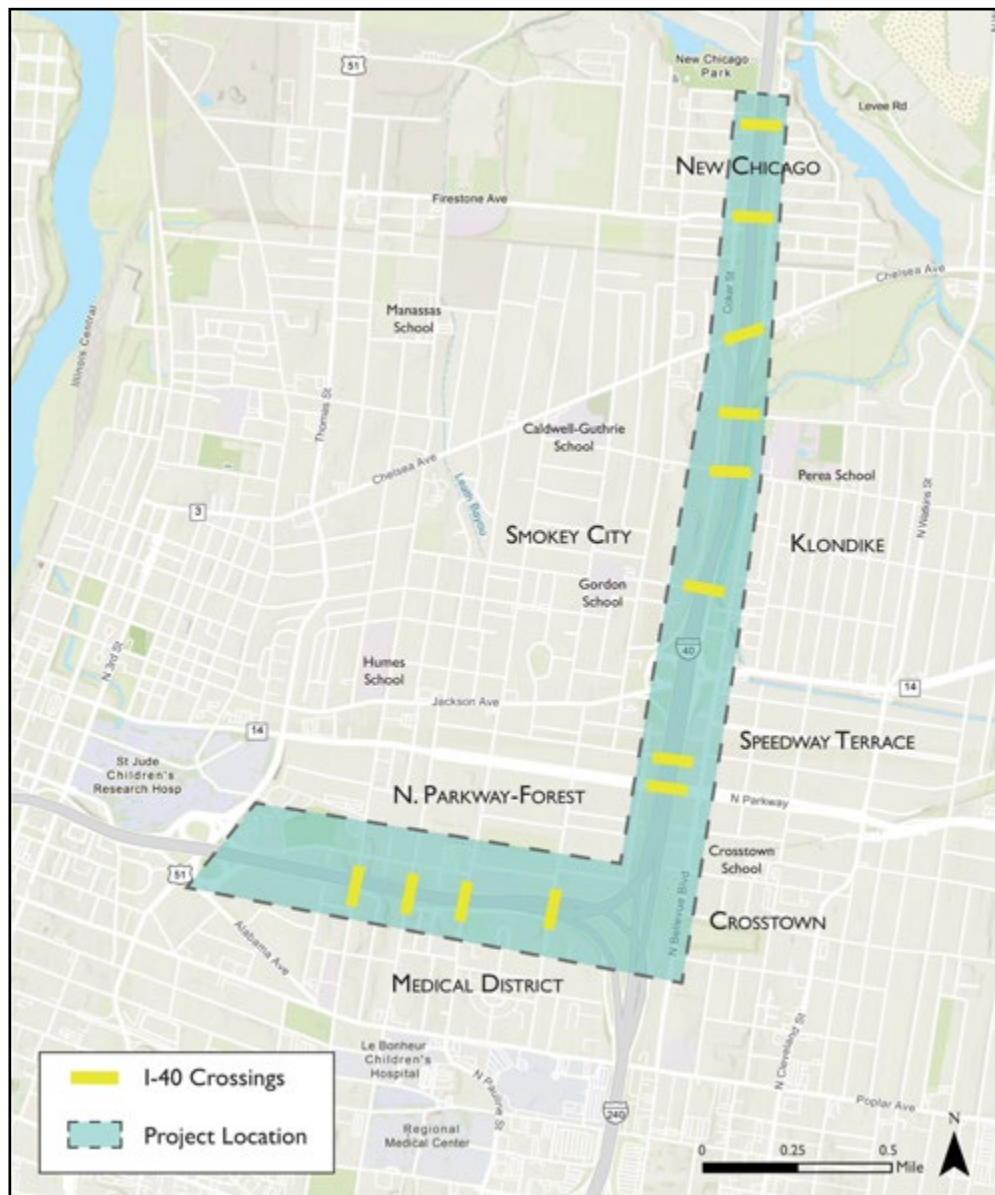 51
New Chicago
Park
Levee Rd
NEW CHICAGO
Firestone Ave
Chelsea Ave
Coker St
Manassas
School
Illinois Central
Thomas St
Caldwell-Guthrie
School
Chelsea Ave
Perea School
N Watkins St
3
Leath Bayou
SMOKEY CITY
KLONDIKE
Gordon
School
40
N 3rd St
Humes
School
14
Jackson Ave
14
SPEEDWAY TERRACE
St Jude
Children's
Research Hosp
N. PARKWAY-FOREST
N Parkway
Crosstown
School
51
N Bellevue Blvd
CROSSTOWN
Alabama Ave
MEDICAL DISTRICT
Le Bonheur
Children's
Hospital
N Pauline St
N Cleveland St
Poplar Ave
240
Regional
Medical Center
I-40 Crossings
Project Location
N
0 0.25 0.5
Mile